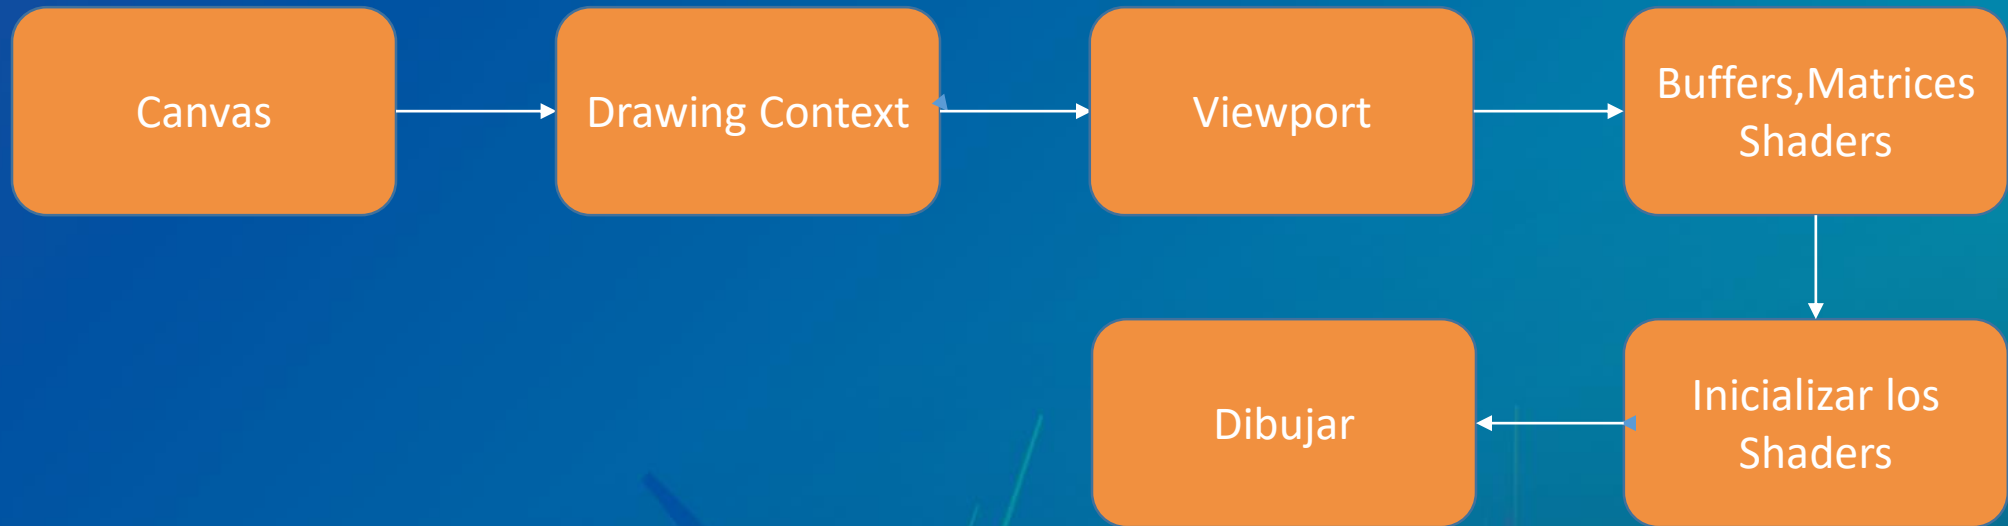 Canvas
Drawing Context
Viewport
Buffers,Matrices
Shaders
Inicializar los
Shaders
Dibujar